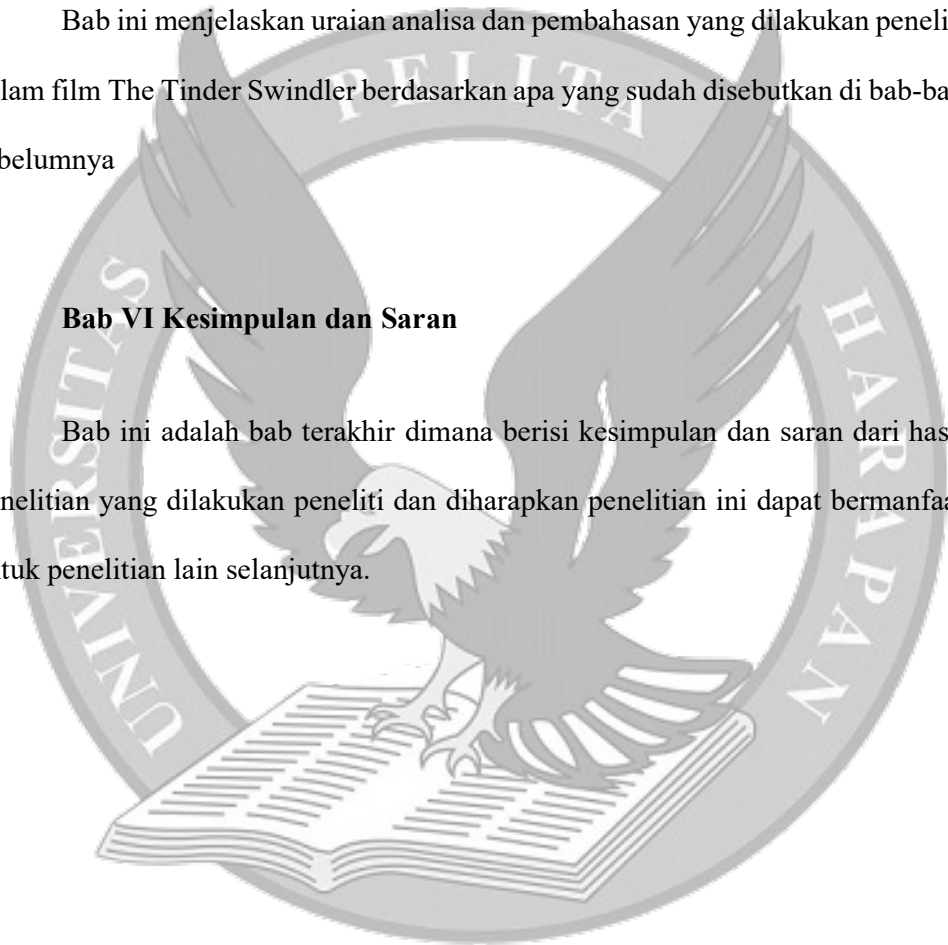 Bab ini menjelaskan uraian analisa dan pembahasan yang dilakukan peneli
lam film The Tinder Swindler berdasarkan apa yang sudah disebutkan di bab-ba
belumnya
Bab VI Kesimpulan dan Saran
Bab ini adalah bab terakhir dimana berisi kesimpulan dan saran dari has
nelitian yang dilakukan peneliti dan diharapkan penelitian ini dapat bermanfaa
tuk penelitian lain selanjutnya.
UNIVERSITAS PELITA HARAPAN